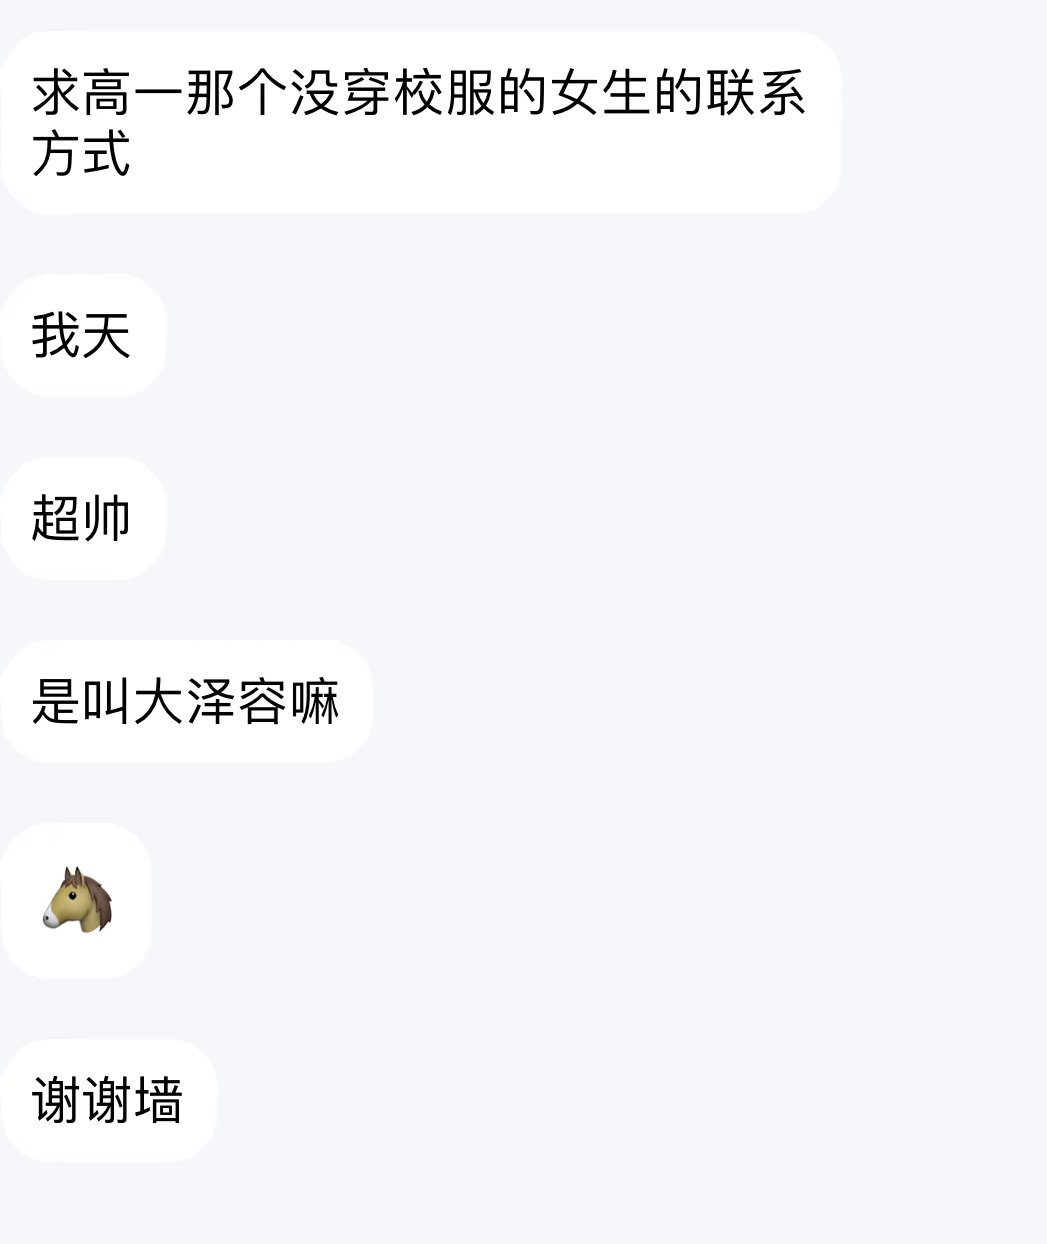 求高一那个没穿校服的女生的联系
方式
我天
超帅
是叫大泽容嘛
🐴
谢谢墙